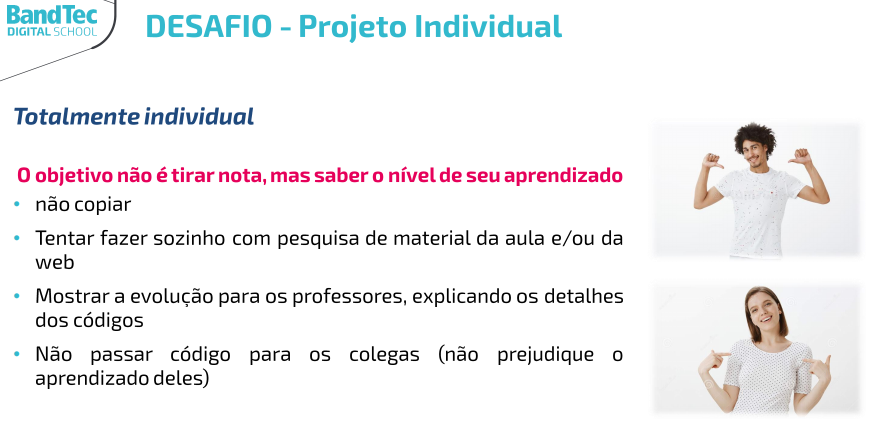 BandTec
DIGITAL SCHOOL
DESAFIO - Projeto Individual
Totalmente individual
O objetivo não é tirar nota, mas saber o nível de seu aprendizado
• não copiar
• Tentar fazer sozinho com pesquisa de material da aula e/ou da
web
• Mostrar a evolução para os professores, explicando os detalhes
dos códigos
• Não passar código para os colegas (não prejudique o
aprendizado deles)